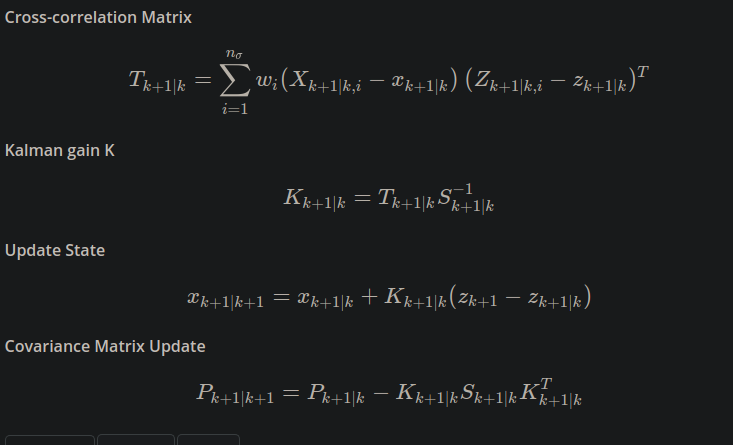 Cross-correlation Matrix
T_{k+1|k} = \sum_{i=1}^{n_σ} w_i (X_{k+1|k,i} − x_{k+1|k}) (Z_{k+1|k,i} − z_{k+1|k})^T
Kalman gain K
K_{k+1|k} = T_{k+1|k} S_{k+1|k}^{−1}
Update State
x_{k+1|k+1} = x_{k+1|k} + K_{k+1|k} (z_{k+1} − z_{k+1|k})
Covariance Matrix Update
P_{k+1|k+1} = P_{k+1|k} − K_{k+1|k} S_{k+1|k} K_{k+1|k}^T